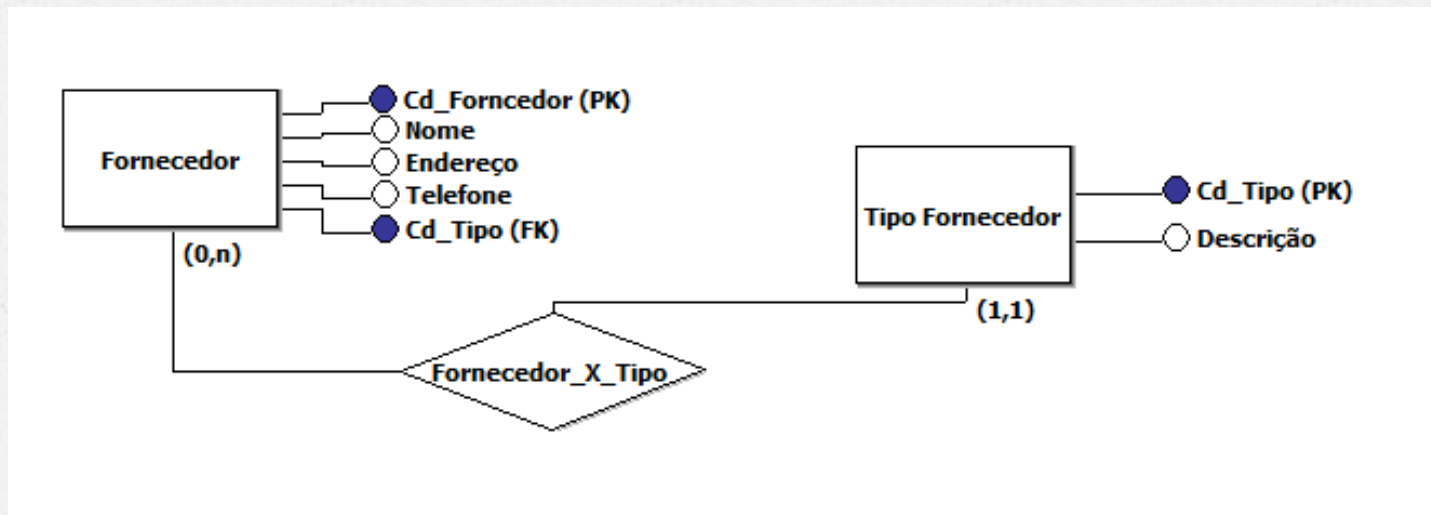 Fornecedor
Cd_Forncedor (PK)
Nome
Endereço
Telefone
Cd_Tipo (FK)
(0,n)
Tipo Fornecedor
Cd_Tipo (PK)
Descrição
(1,1)
Fornecedor_X_Tipo